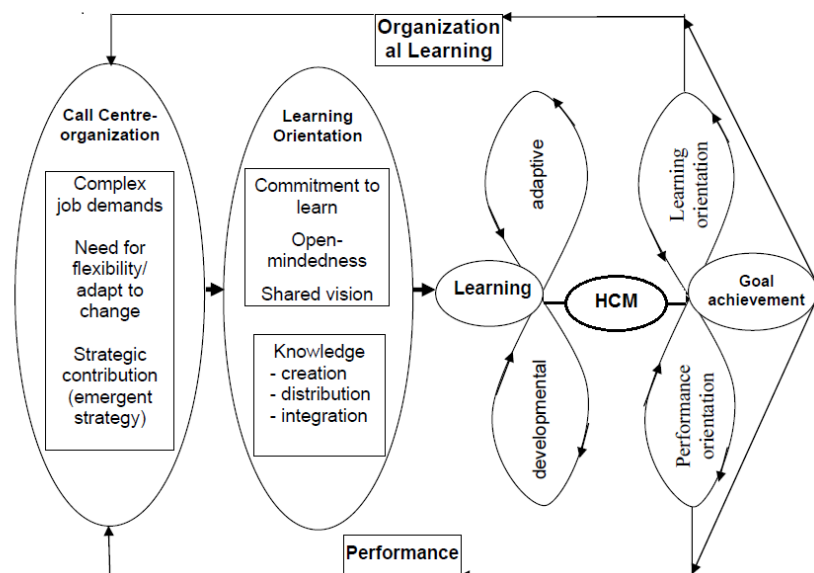 Organization
al Learning
Call Centre-
organization
Complex
job demands
Need for
flexibility/
adapt to
change
Strategic
contribution
(emergent
strategy)
Learning
Orientation
Commitment to
learn
Open-
mindedness
Shared vision
Knowledge
- creation
- distribution
- integration
Learning
adaptive
developmental
HCM
Learning
orientation
Performance
orientation
Goal
achievement
Performance